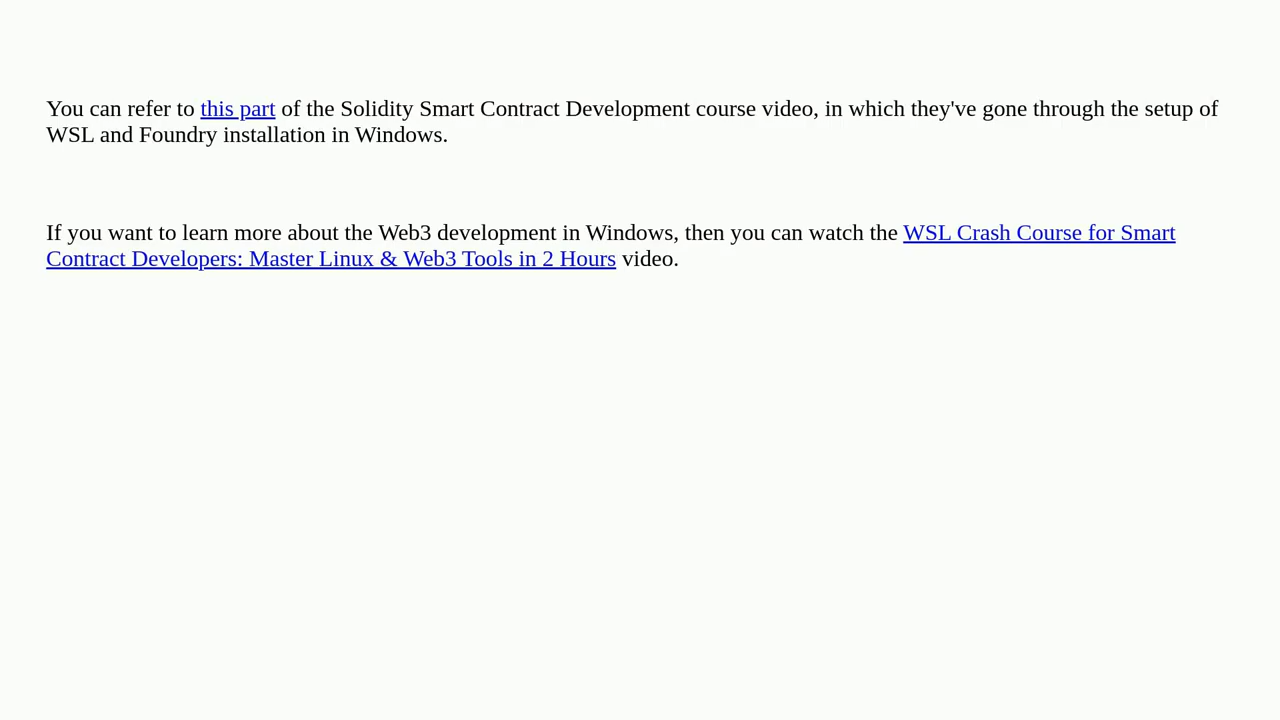 You can refer to this part of the Solidity Smart Contract Development course video, in which they've gone through the setup of
WSL and Foundry installation in Windows.
If you want to learn more about the Web3 development in Windows, then you can watch the WSL Crash Course for Smart
Contract Developers: Master Linux & Web3 Tools in 2 Hours video.